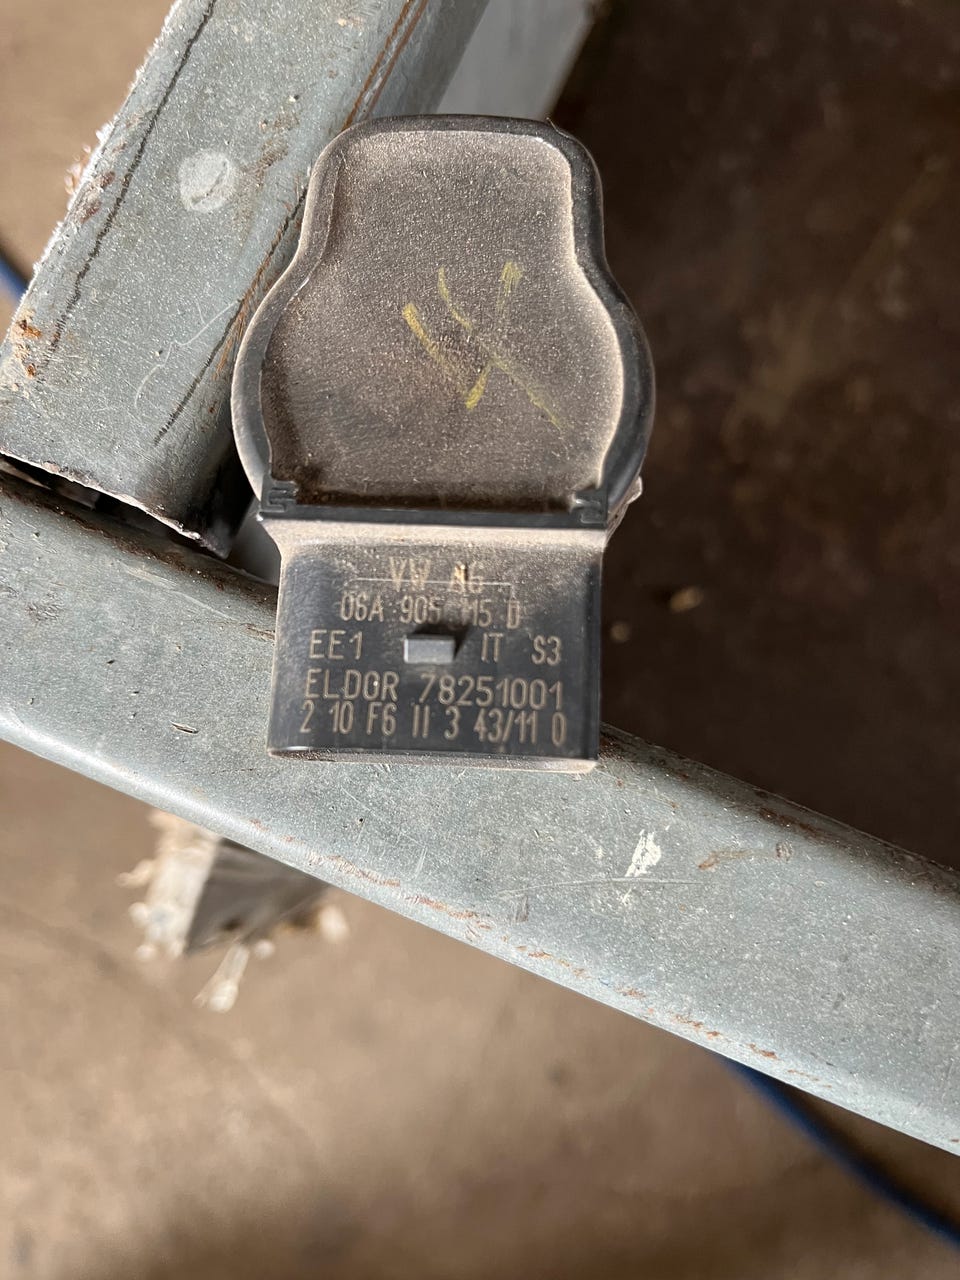 VW AG
06A 905 115 D
EE1 IT S3
ELDOR 78251001
2 10 F6 II 3 43/11 0